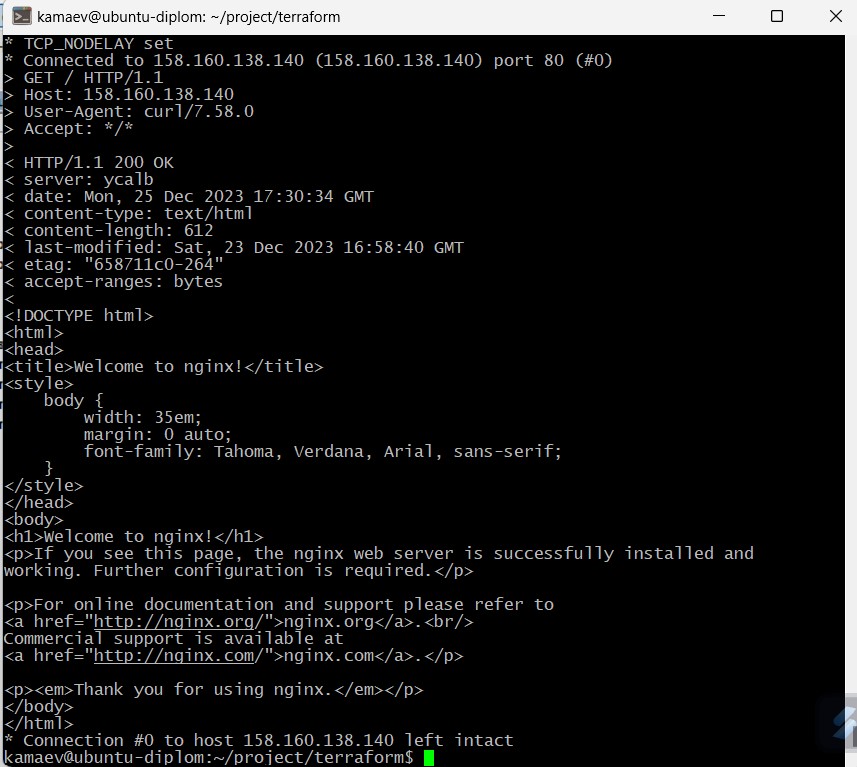 kamaev@ubuntu-diplom: ~/project/terraform
* TCP_NODELAY set
* Connected to 158.160.138.140 (158.160.138.140) port 80 (#0)
> GET / HTTP/1.1
> Host: 158.160.138.140
> User-Agent: curl/7.58.0
> Accept: */*
>
< HTTP/1.1 200 OK
< server: ycalb
< date: Mon, 25 Dec 2023 17:30:34 GMT
< content-type: text/html
< content-length: 612
< last-modified: Sat, 23 Dec 2023 16:58:40 GMT
< etag: "658711c0-264"
< accept-ranges: bytes
<
<!DOCTYPE html>
<html>
<head>
<title>Welcome to nginx!</title>
<style>
    body {
        width: 35em;
        margin: 0 auto;
        font-family: Tahoma, Verdana, Arial, sans-serif;
    }
</style>
</head>
<body>
<h1>Welcome to nginx!</h1>
<p>If you see this page, the nginx web server is successfully installed and
working. Further configuration is required.</p>

<p>For online documentation and support please refer to
<a href="http://nginx.org/">nginx.org</a>.<br/>
Commercial support is available at
<a href="http://nginx.com/">nginx.com</a>.</p>

<p><em>Thank you for using nginx.</em></p>
</body>
</html>
* Connection #0 to host 158.160.138.140 left intact
kamaev@ubuntu-diplom:~/project/terraform$